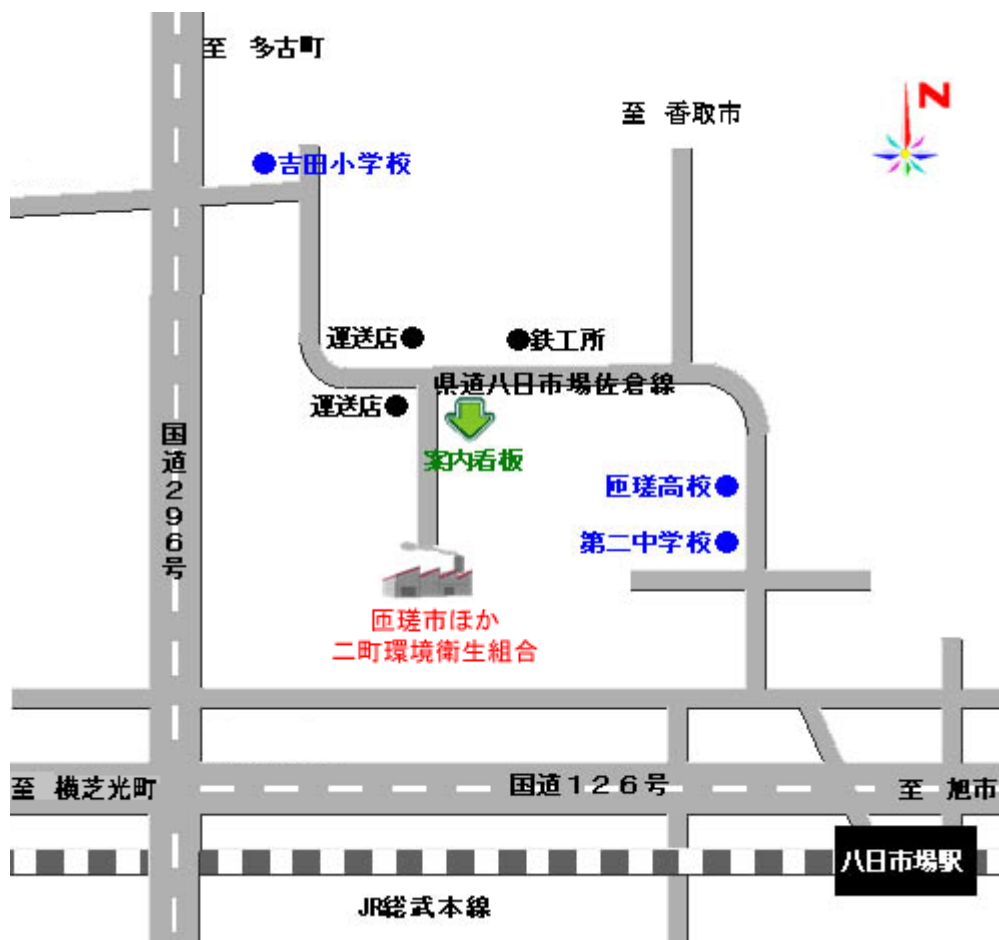 至 多古町
N
至 香取市
吉田小学校
運送店
鉄工所
県道八日市場佐倉線
運送店
案内看板
国道296号
匝瑳高校
第二中学校
匝瑳市ほか
二町環境衛生組合
至 横芝光町
国道126号
至 旭市
八日市場駅
JR総武本線